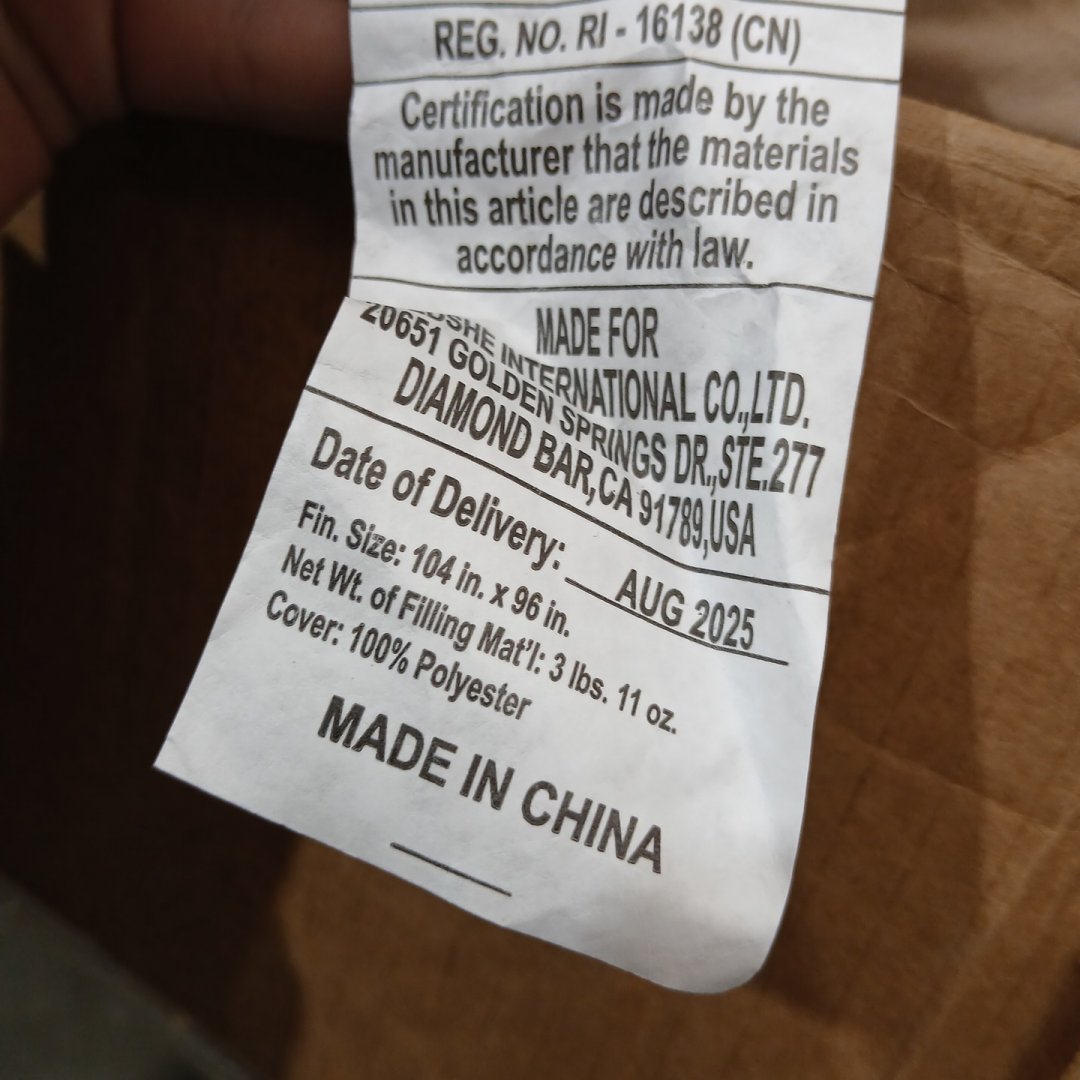 REG. NO. RI - 16138 (CN)
Certification is made by the
manufacturer that the materials
in this article are described in
accordance with law.
MADE FOR
INTERNATIONAL CO.,LTD.
20651 GOLDEN SPRINGS DR.,STE.277
DIAMOND BAR,CA 91789,USA
Date of Delivery: AUG 2025
Fin. Size: 104 in. x 96 in.
Net Wt. of Filling Mat'l: 3 lbs. 11 oz.
Cover: 100% Polyester
MADE IN CHINA